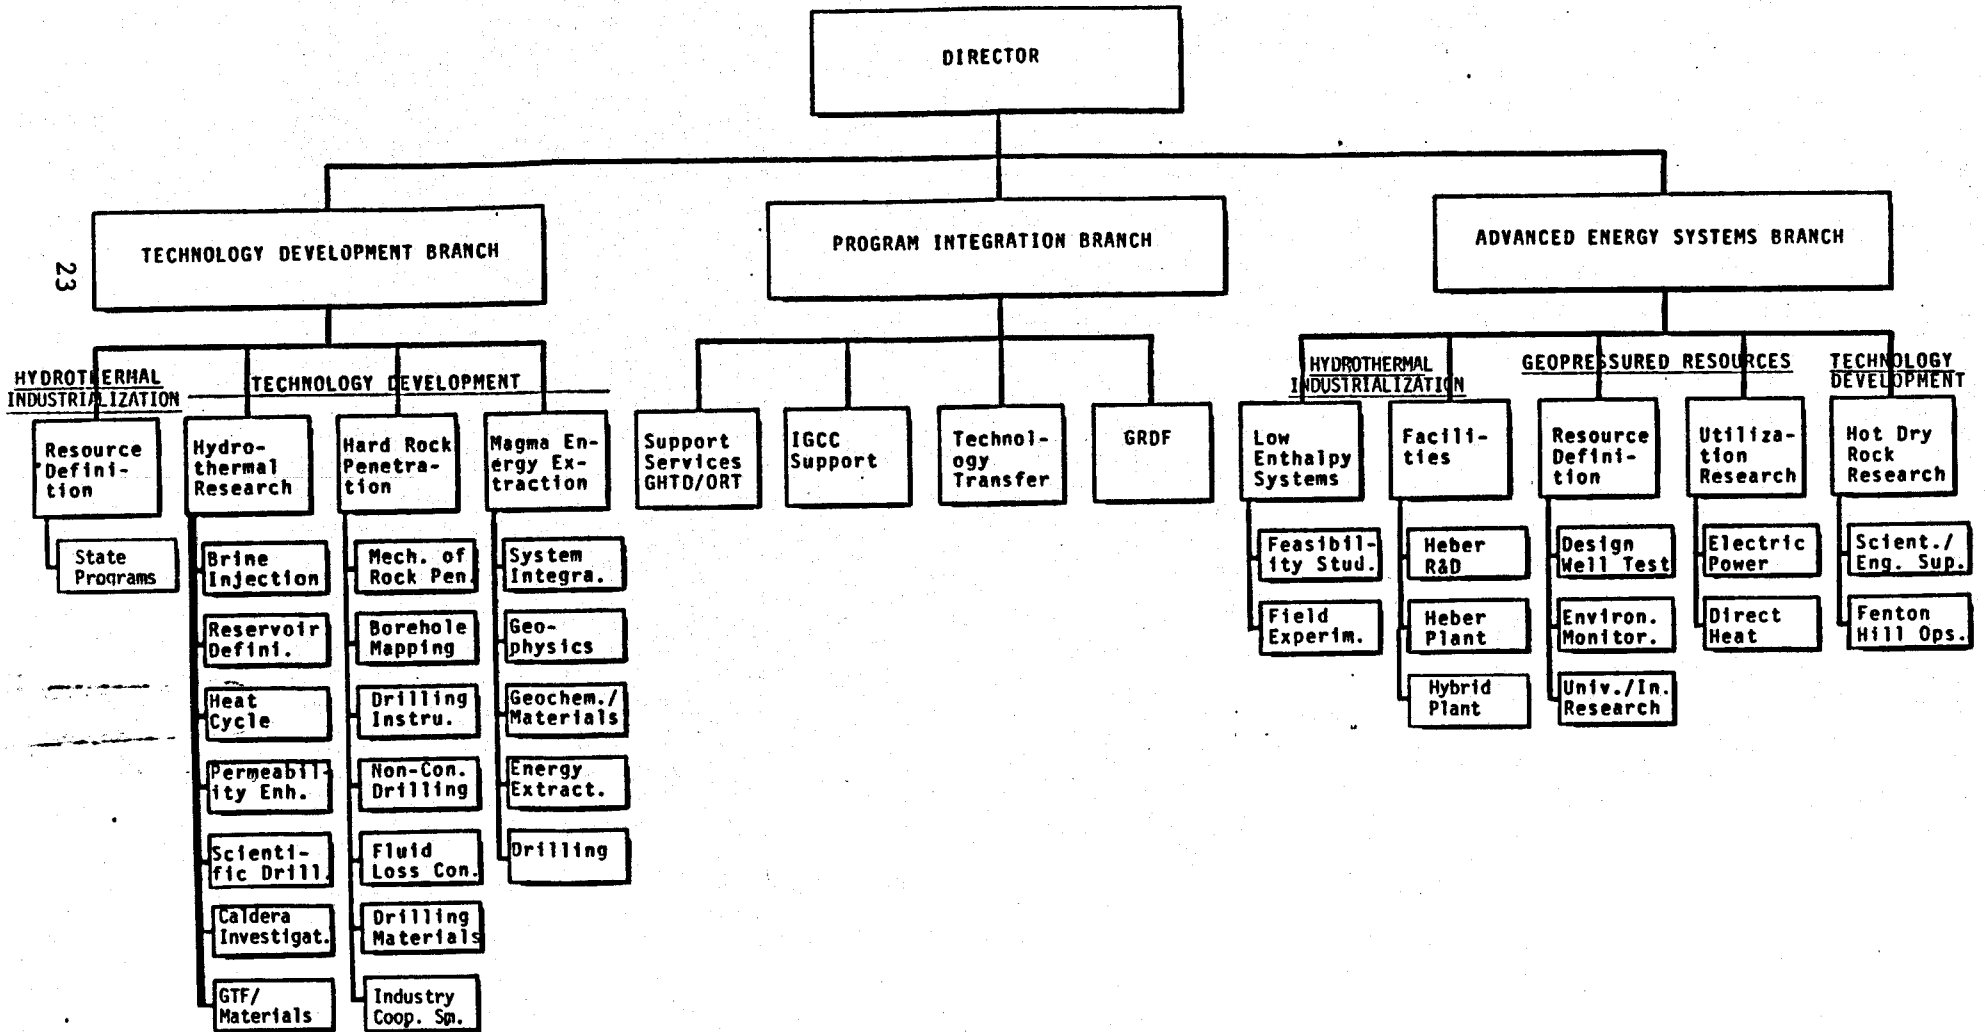 DIRECTOR
TECHNOLOGY DEVELOPMENT BRANCH
PROGRAM INTEGRATION BRANCH
ADVANCED ENERGY SYSTEMS BRANCH
23
HYDROTHERMAL
INDUSTRIALIZATION
TECHNOLOGY DEVELOPMENT
HYDROTHERMAL
INDUSTRIALIZATION
GEOPRESSURED RESOURCES
TECHNOLOGY
DEVELOPMENT
Resource
Defini-
tion
State
Programs
Hydro-
thermal
Research
Brine
Injection
Reservoir
Defini.
Heat
Cycle
Permeabil-
ity Enh.
Scienti-
fic Drill.
Caldera
Investigat.
GTF/
Materials
Hard Rock
Penetra-
tion
Mech. of
Rock Pen.
Borehole
Mapping
Drilling
Instru.
Non-Con.
Drilling
Fluid
Loss Con.
Drilling
Materials
Industry
Coop. Sm.
Magma En-
ergy Ex-
traction
System
Integra.
Geo-
physics
Geochem./
Materials
Energy
Extract.
Drilling
Support
Services
GHTD/ORT
IGCC
Support
Technol-
ogy
Transfer
GRDF
Low
Enthalpy
Systems
Feasibil-
ity Stud.
Field
Experim.
Facili-
ties
Heber
R&D
Heber
Plant
Hybrid
Plant
Resource
Defini-
tion
Design
Well Test
Environ.
Monitor.
Univ./In.
Research
Utiliza-
tion
Research
Electric
Power
Direct
Heat
Hot Dry
Rock
Research
Scient./
Eng. Sup.
Fenton
Hill Ops.